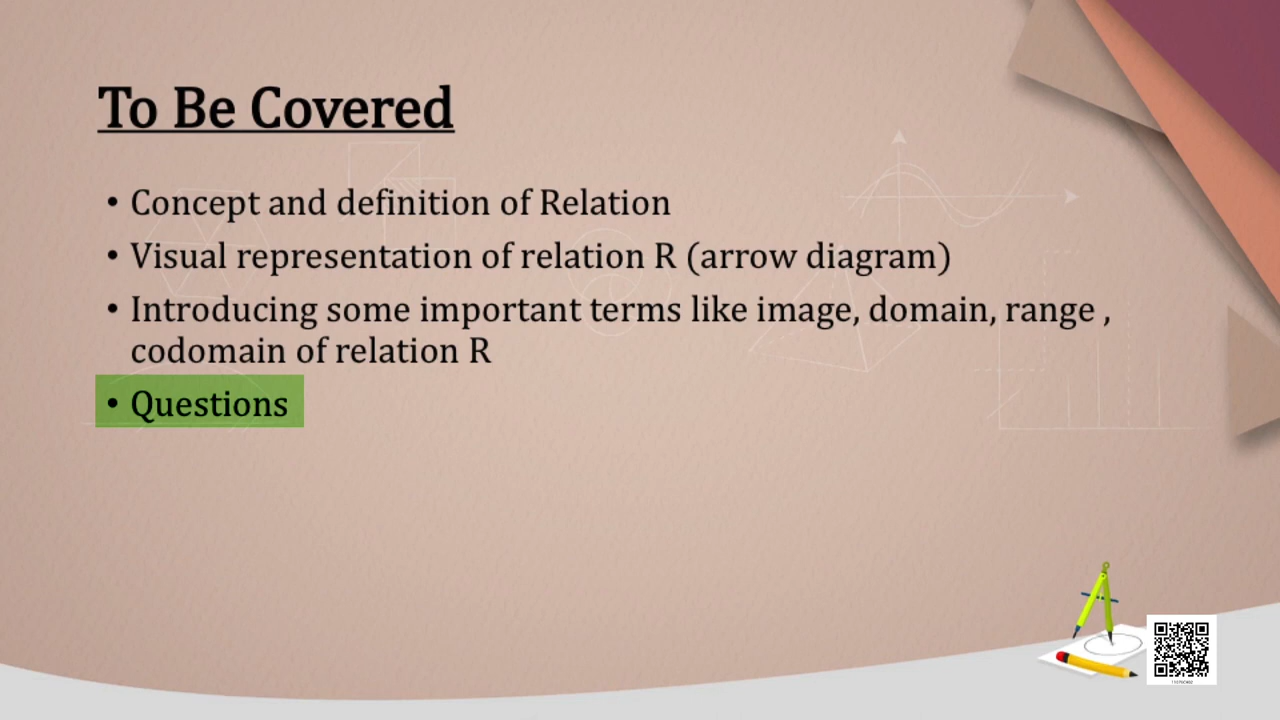 To Be Covered
• Concept and definition of Relation
• Visual representation of relation R (arrow diagram)
• Introducing some important terms like image, domain, range ,
codomain of relation R
• Questions